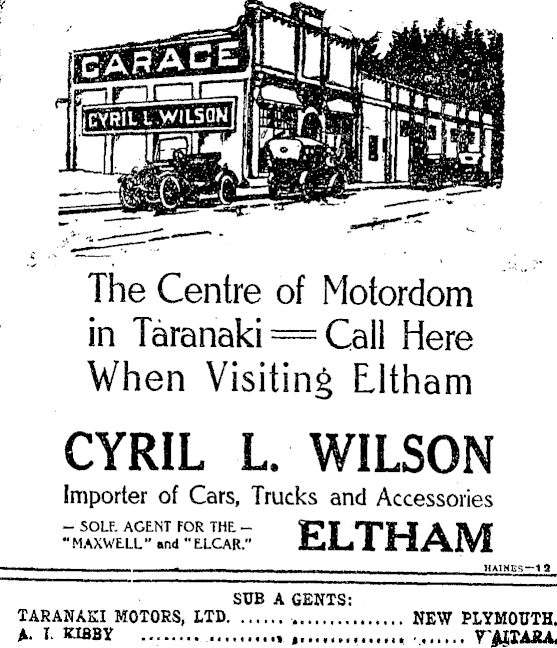 GARAGE
CYRIL L. WILSON
The Centre of Motordom
in Taranaki = Call Here
When Visiting Eltham
CYRIL L. WILSON
Importer of Cars, Trucks and Accessories
— SOLE AGENT FOR THE —
"MAXWELL" and "ELCAR."
ELTHAM
HAINES—12
SUB AGENTS:
TARANAKI MOTORS, LTD. .................... NEW PLYMOUTH.
A. I. KIBBY ........................................ WAITARA.